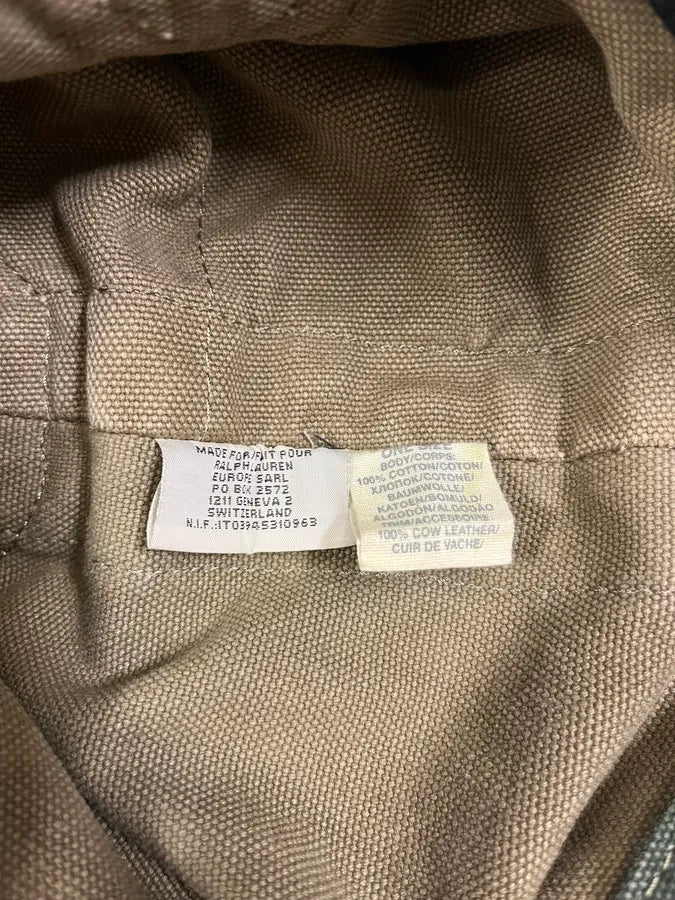 MADE FOR/FAIT POUR
RALPH LAUREN
EUROPE SARL
PO BOX 2572
1211 GENEVA 2
SWITZERLAND
N.I.F.:IT03945310963
ONE SIZE
BODY/CORPS:
100% COTTON/COTON/
ХЛОПОК/COTONE/
BAUMWOLLE/
KATOEN/BOMULD/
ALGODON/ALGODÃO
TRIM/ACCESSOIRE:
100% COW LEATHER/
CUIR DE VACHE/